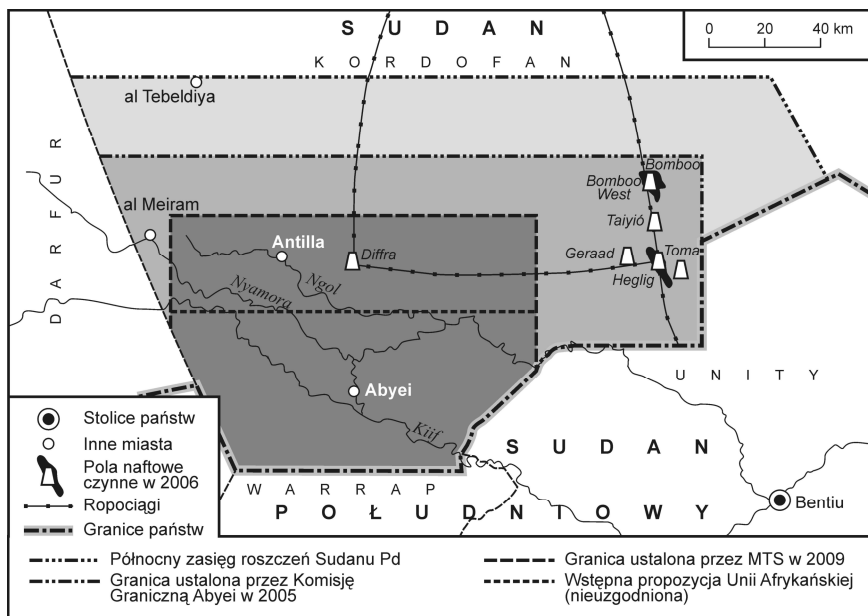 S U D A N
K O R D O F A N
0 20 40 km
al Tebeldiya
D A R F U R
Bomboo
Bomboo
West
al Meiram
Taiyió
Antilla
Diffra
Geraad
Toma
Heglig
Nyamora
Ngol
Abyei
U N I T Y
Kiif
S U D A N
W A R R A P
P O Ł U D N I O W Y
Bentiu
Stolice państw
Inne miasta
Pola naftowe
czynne w 2006
Ropociągi
Granice państw
Północny zasięg roszczeń Sudanu Pd
Granica ustalona przez Komisję
Graniczną Abyei w 2005
Granica ustalona przez MTS w 2009
Wstępna propozycja Unii Afrykańskiej
(nieuzgodniona)